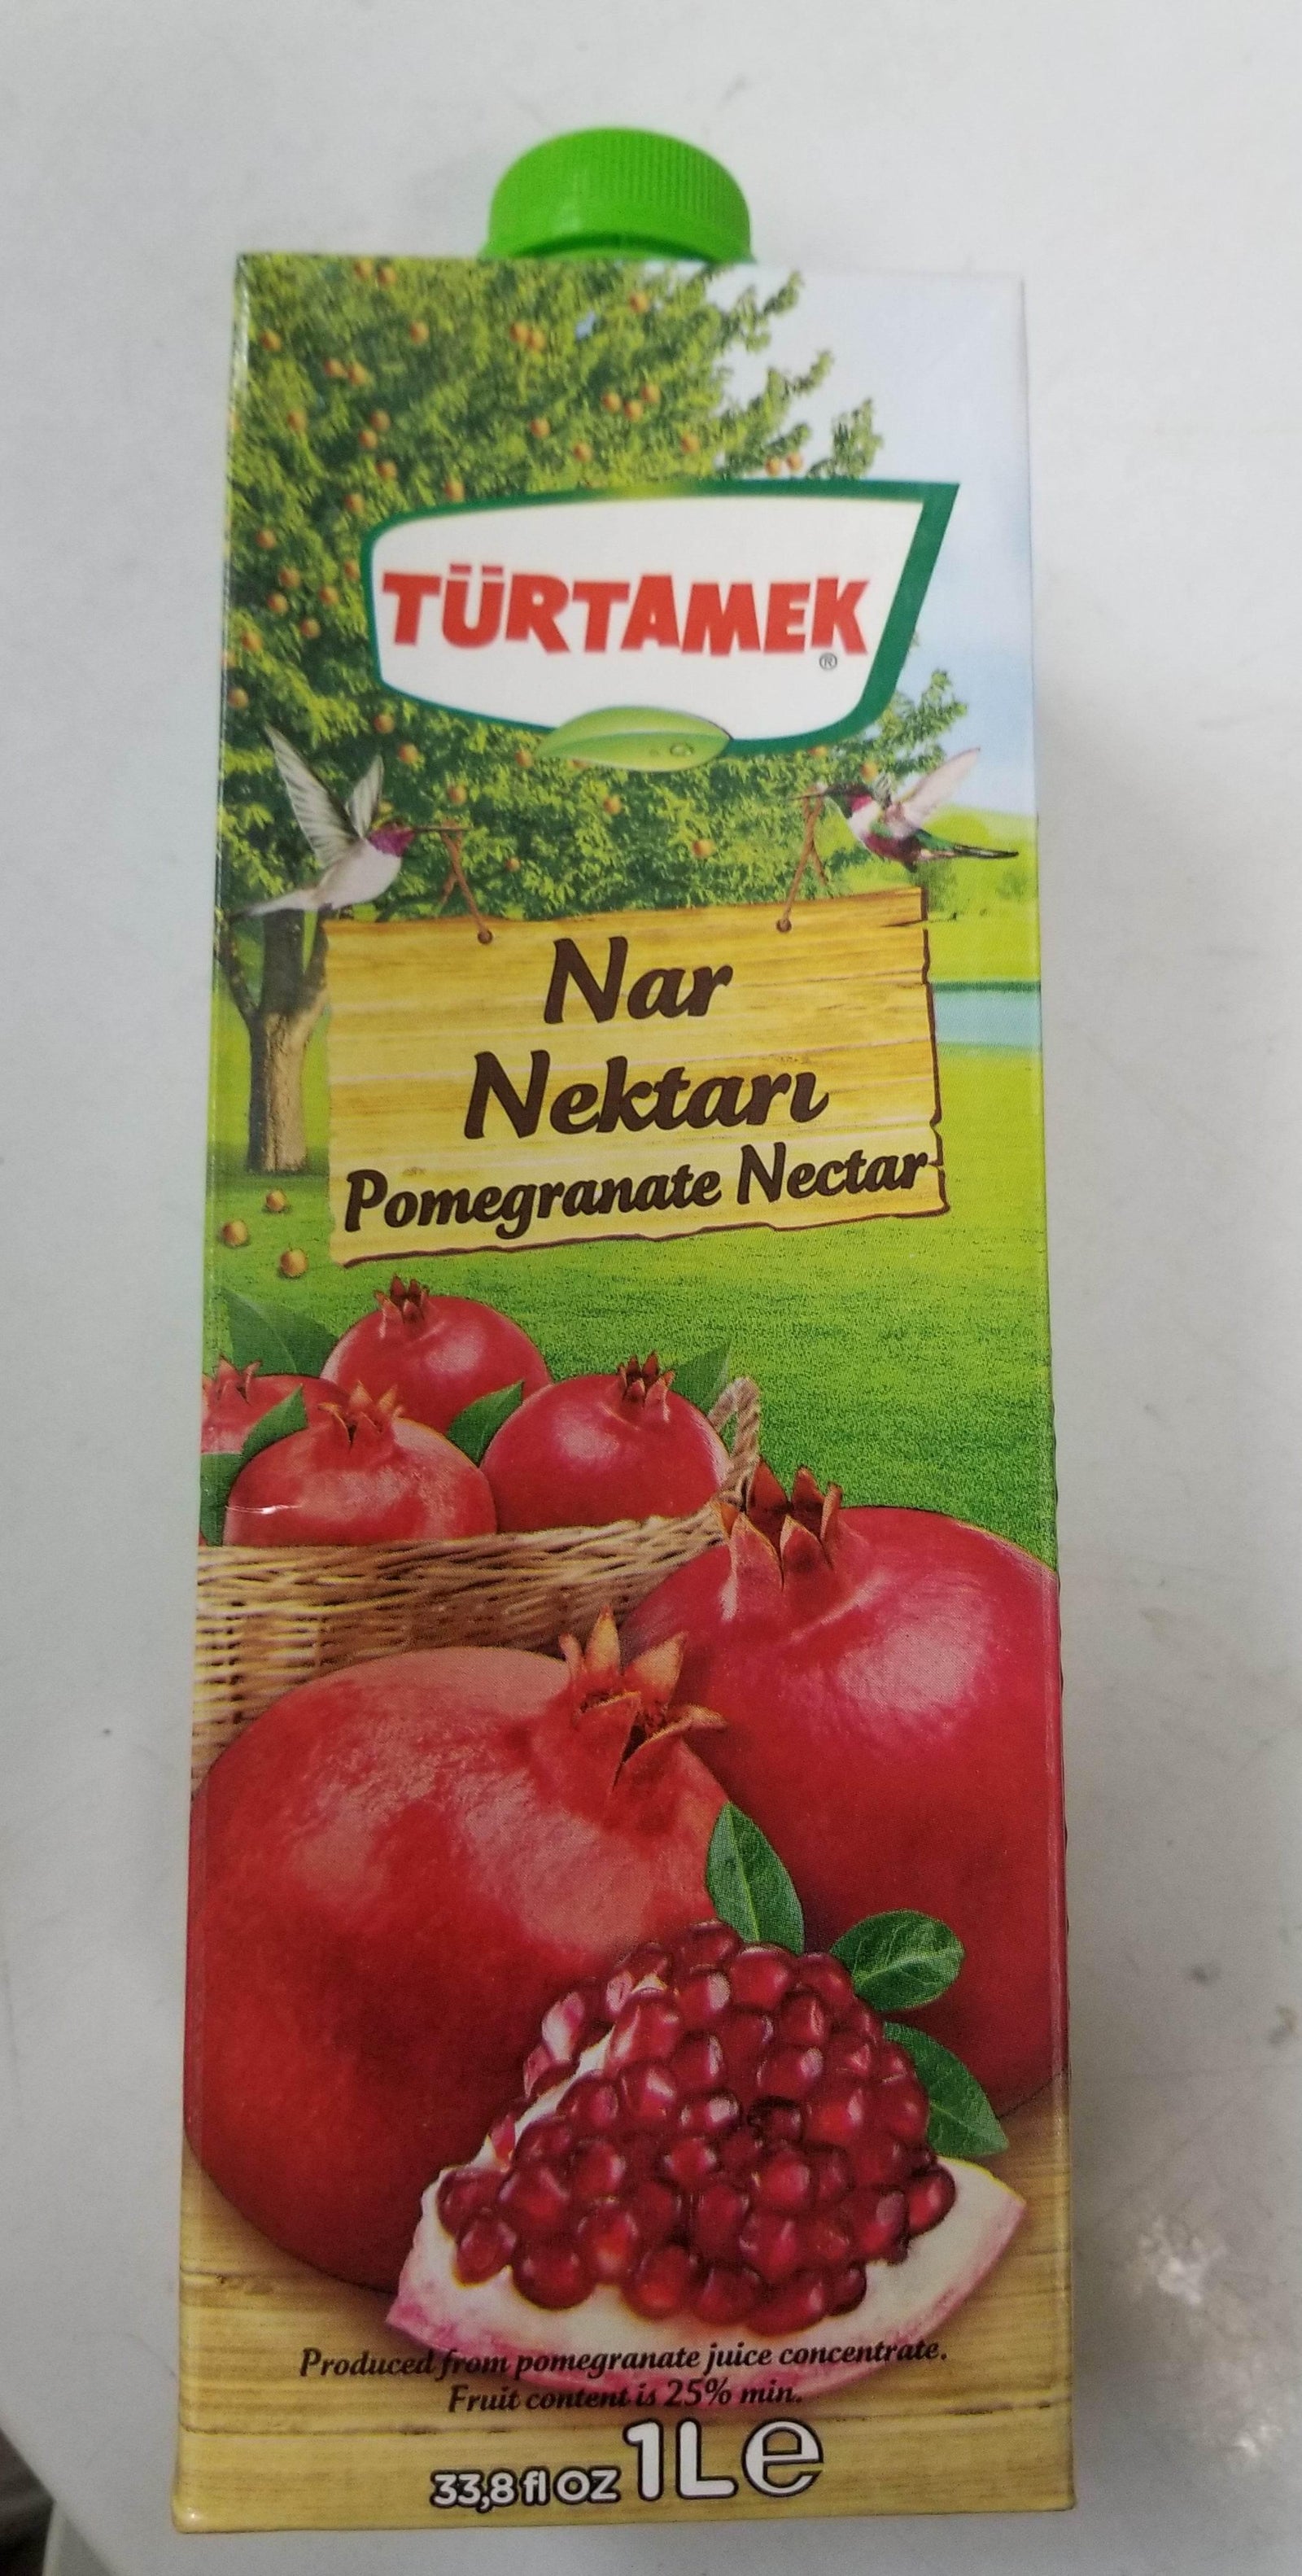 TÜRTAMEK
®
Nar
Nektarı
Pomegranate Nectar
Produced from pomegranate juice concentrate.
Fruit content is 25% min.
33,8 fl oz 1L e